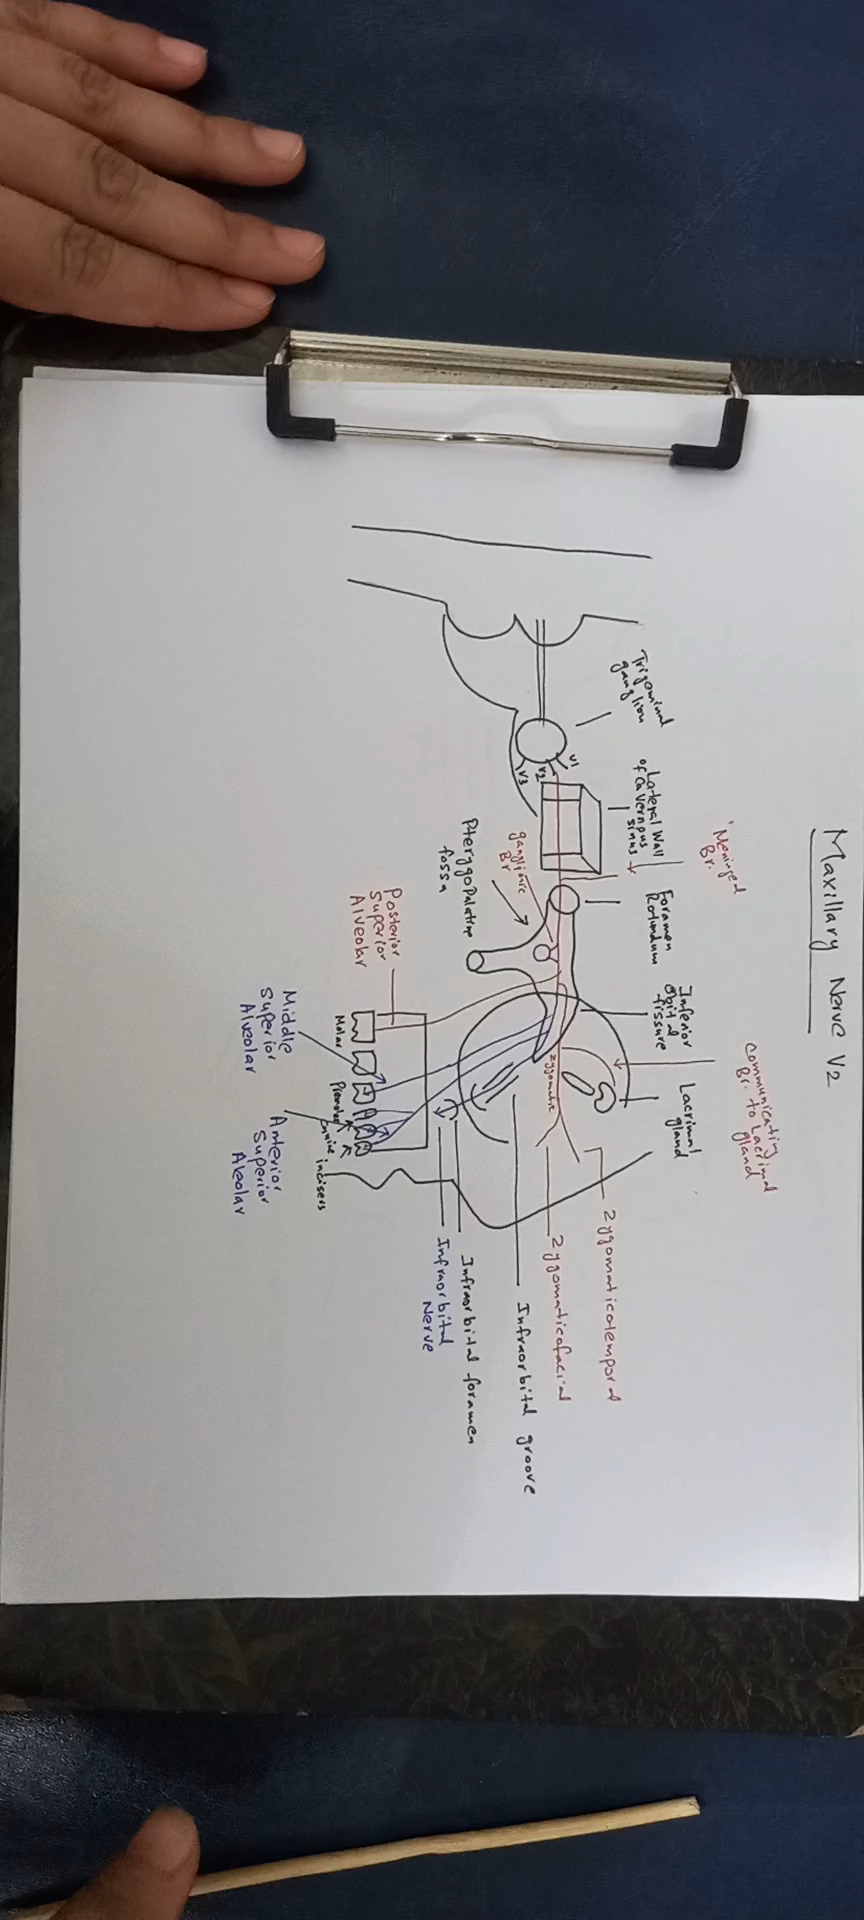 Maxillary Nerve V2
Trigominal
ganglion
V1
V2
V3
Lateral Wall
of Cavernous
sinus
Meningeal
Br.
Foramen
Rotundum
ganglionic
Br
Pterygopalatine
fossa
Inferior
orbital
fissure
communicating
Br. to Lacrimal
gland
Lacrimal
gland
zygomatic
Zygomaticotemporal
Zygomaticofacial
Infraorbital groove
Infraorbital foramen
Infraorbital
Nerve
Posterior
Superior
Alveolar
Middle
Superior
Alveolar
Anterior
Superior
Aleolar
Molar
Premolar
Canine
incisers